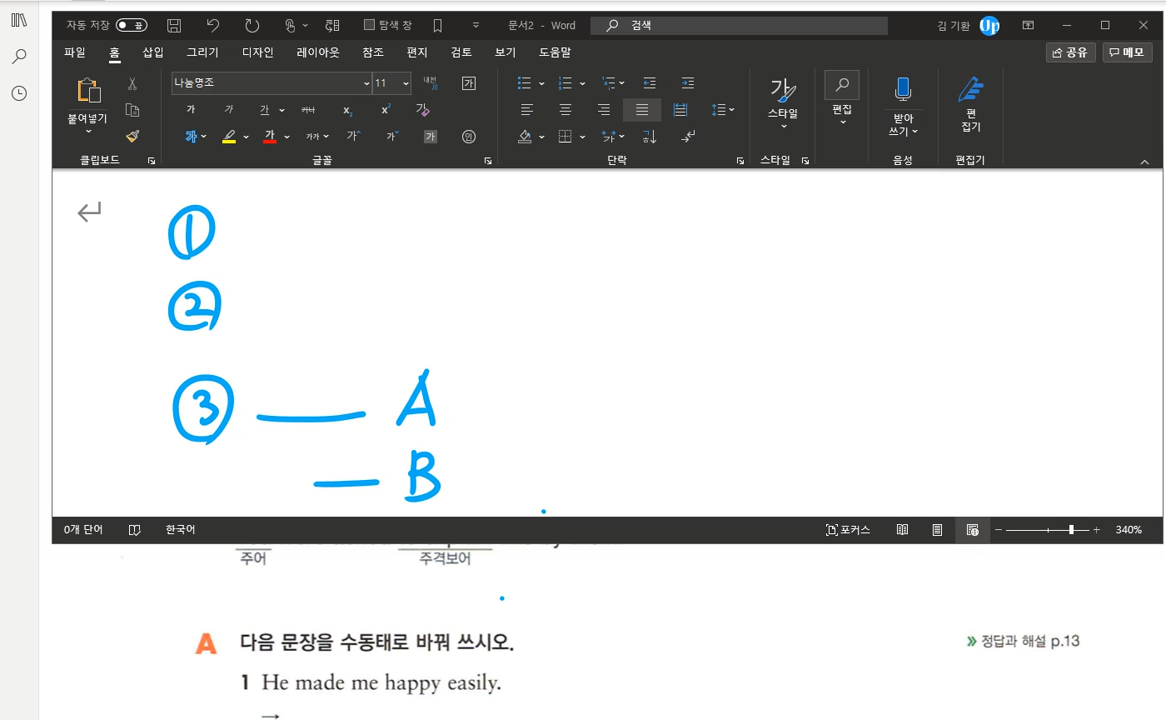 자동 저장 끔 탐색 창 문서2 - Word 검색 김 기환
파일 홈 삽입 그리기 디자인 레이아웃 참조 편지 검토 보기 도움말 공유 메모
붙여넣기 나눔명조 11 가 스타일 편집 받아 쓰기 편 집기
클립보드 글꼴 단락 스타일 음성 편집기
①
②
③ — A
— B
0개 단어 한국어 포커스 340%
주어 주격보어
A 다음 문장을 수동태로 바꿔 쓰시오. 정답과 해설 p.13
1 He made me happy easily.
→